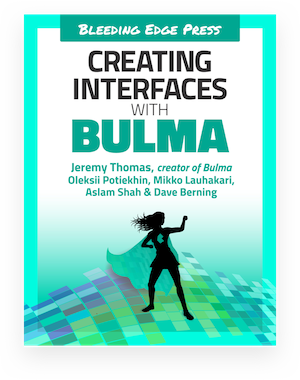 BLEEDING EDGE PRESS
CREATING
INTERFACES
WITH
BULMA
Jeremy Thomas, creator of Bulma
Oleksii Potiekhin, Mikko Lauhakari,
Aslam Shah & Dave Berning